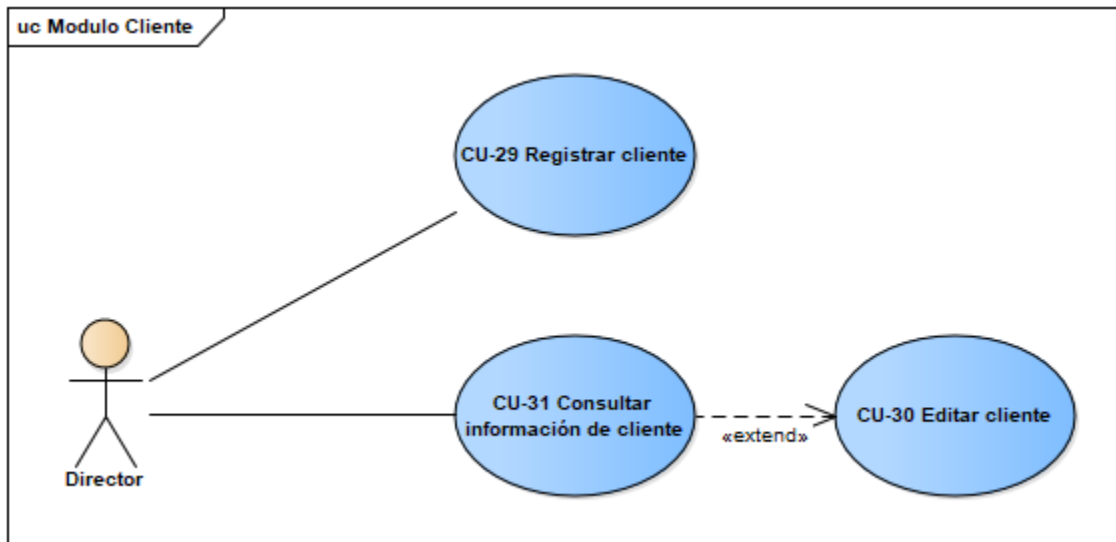 uc Modulo Cliente
CU-29 Registrar cliente
CU-31 Consultar
información de cliente
«extend»
CU-30 Editar cliente
Director